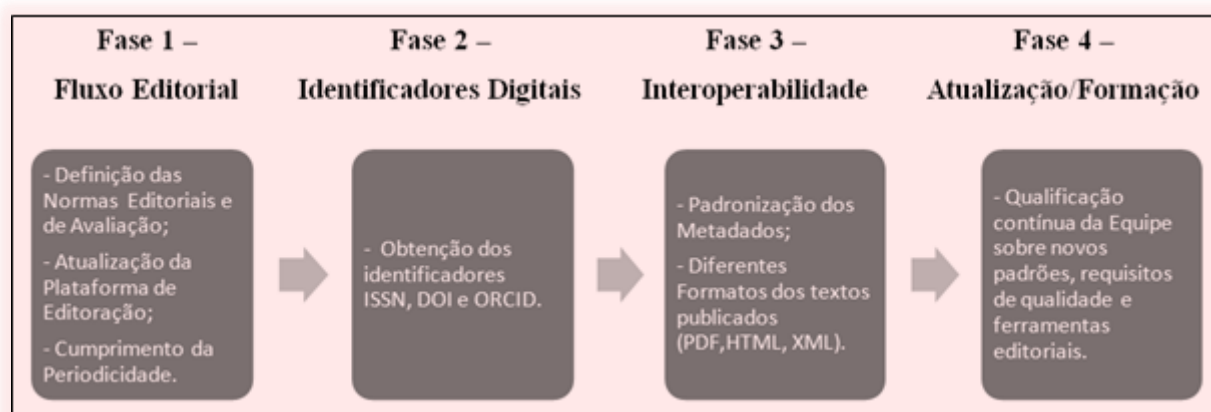 Fase 1 –
Fluxo Editorial
- Definição das
Normas Editoriais e
de Avaliação;
- Atualização da
Plataforma de
Editoração;
- Cumprimento da
Periodicidade.
Fase 2 –
Identificadores Digitais
- Obtenção dos
identificadores
ISSN, DOI e ORCID.
Fase 3 –
Interoperabilidade
- Padronização dos
Metadados;
- Diferentes
Formatos dos textos
publicados
(PDF,HTML, XML).
Fase 4 –
Atualização/Formação
- Qualificação
contínua da Equipe
sobre novos
padrões, requisitos
de qualidade e
ferramentas
editoriais.